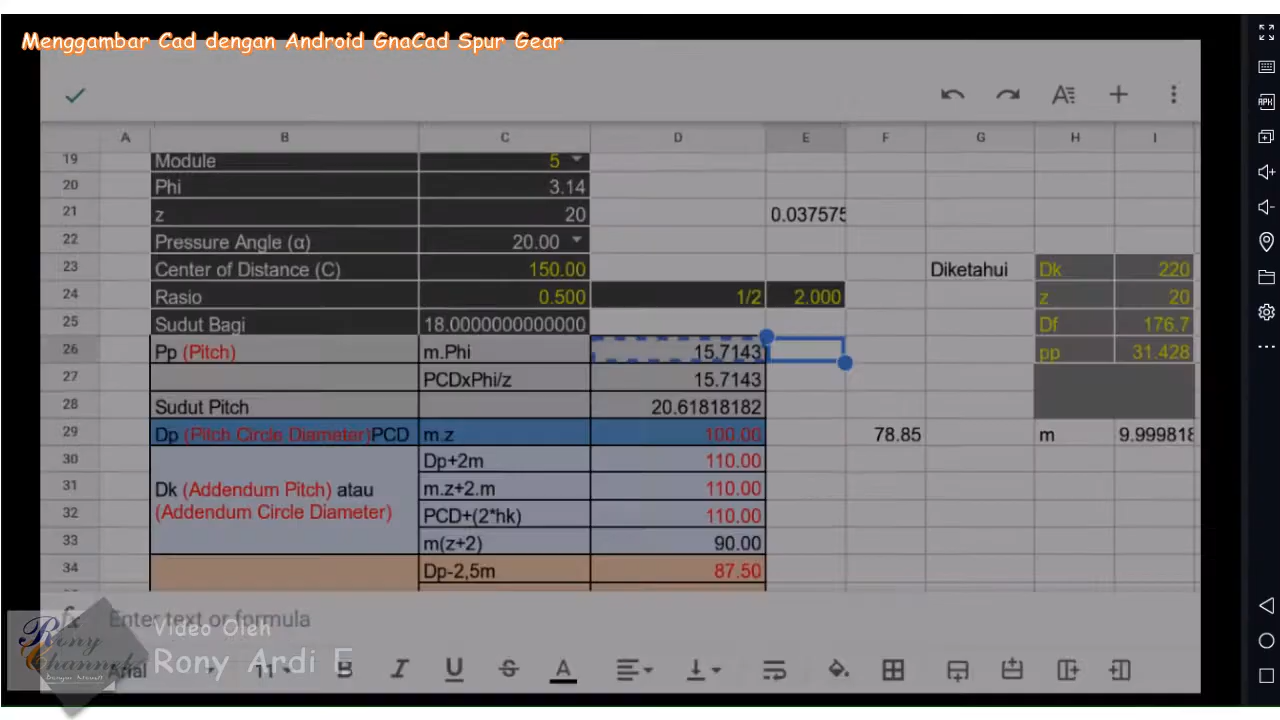 Menggambar Cad dengan Android GnaCad Spur Gear
A B C D E F G H I
19 Module 5
20 Phi 3.14
21 z 20 0.037575
22 Pressure Angle (α) 20.00
23 Center of Distance (C) 150.00 Diketahui Dk 220
24 Rasio 0.500 1/2 2.000 z 20
25 Sudut Bagi 18.0000000000000 Df 176.7
26 Pp (Pitch) m.Phi 15.7143 pp 31.428
27 PCDxPhi/z 15.7143
28 Sudut Pitch 20.61818182
29 Dp (Pitch Circle Diameter)PCD m.z 100.00 78.85 m 9.999818
30 Dp+2m 110.00
31 Dk (Addendum Pitch) atau m.z+2.m 110.00
32 (Addendum Circle Diameter) PCD+(2*hk) 110.00
33 m(z+2) 90.00
34 Dp-2,5m 87.50
fx Enter text or formula
Video Oleh
Rony Ardi E
Rony
Channels
Arial 11 B I U S A